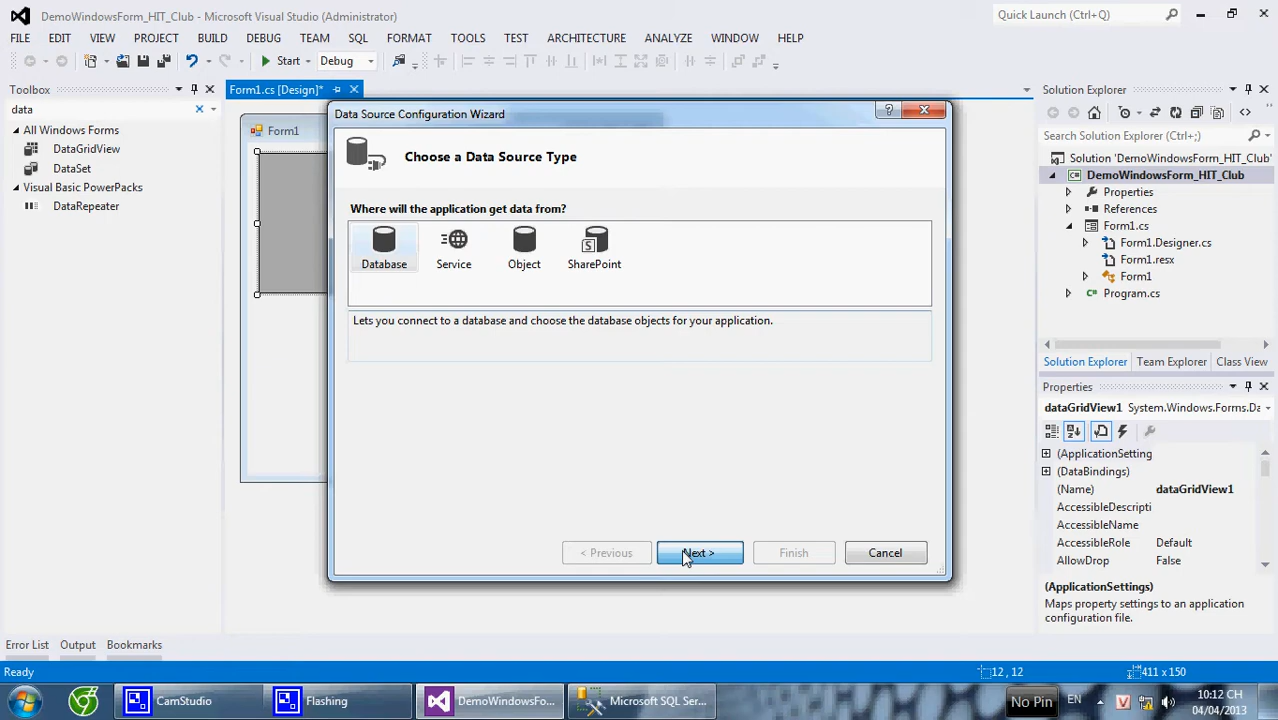 DemoWindowsForm_HIT_Club - Microsoft Visual Studio (Administrator)
Quick Launch (Ctrl+Q)
FILE EDIT VIEW PROJECT BUILD DEBUG TEAM SQL FORMAT TOOLS TEST ARCHITECTURE ANALYZE WINDOW HELP
Start Debug
Toolbox
data
All Windows Forms
DataGridView
DataSet
Visual Basic PowerPacks
DataRepeater
Form1.cs [Design]*
Form1
Data Source Configuration Wizard
Choose a Data Source Type
Where will the application get data from?
Database Service Object SharePoint
Lets you connect to a database and choose the database objects for your application.
< Previous Next > Finish Cancel
Solution Explorer
Search Solution Explorer (Ctrl+;)
Solution 'DemoWindowsForm_HIT_Club'
DemoWindowsForm_HIT_Club
Properties
References
Form1.cs
Form1.Designer.cs
Form1.resx
Form1
Program.cs
Solution Explorer Team Explorer Class View
Properties
dataGridView1 System.Windows.Forms.Da
(ApplicationSetting
(DataBindings)
(Name) dataGridView1
AccessibleDescripti
AccessibleName
AccessibleRole Default
AllowDrop False
(ApplicationSettings)
Maps property settings to an application
configuration file.
Error List Output Bookmarks
Ready 12 , 12 411 x 150
CamStudio Flashing DemoWindowsFo... Microsoft SQL Ser... No Pin EN 10:12 CH
04/04/2013